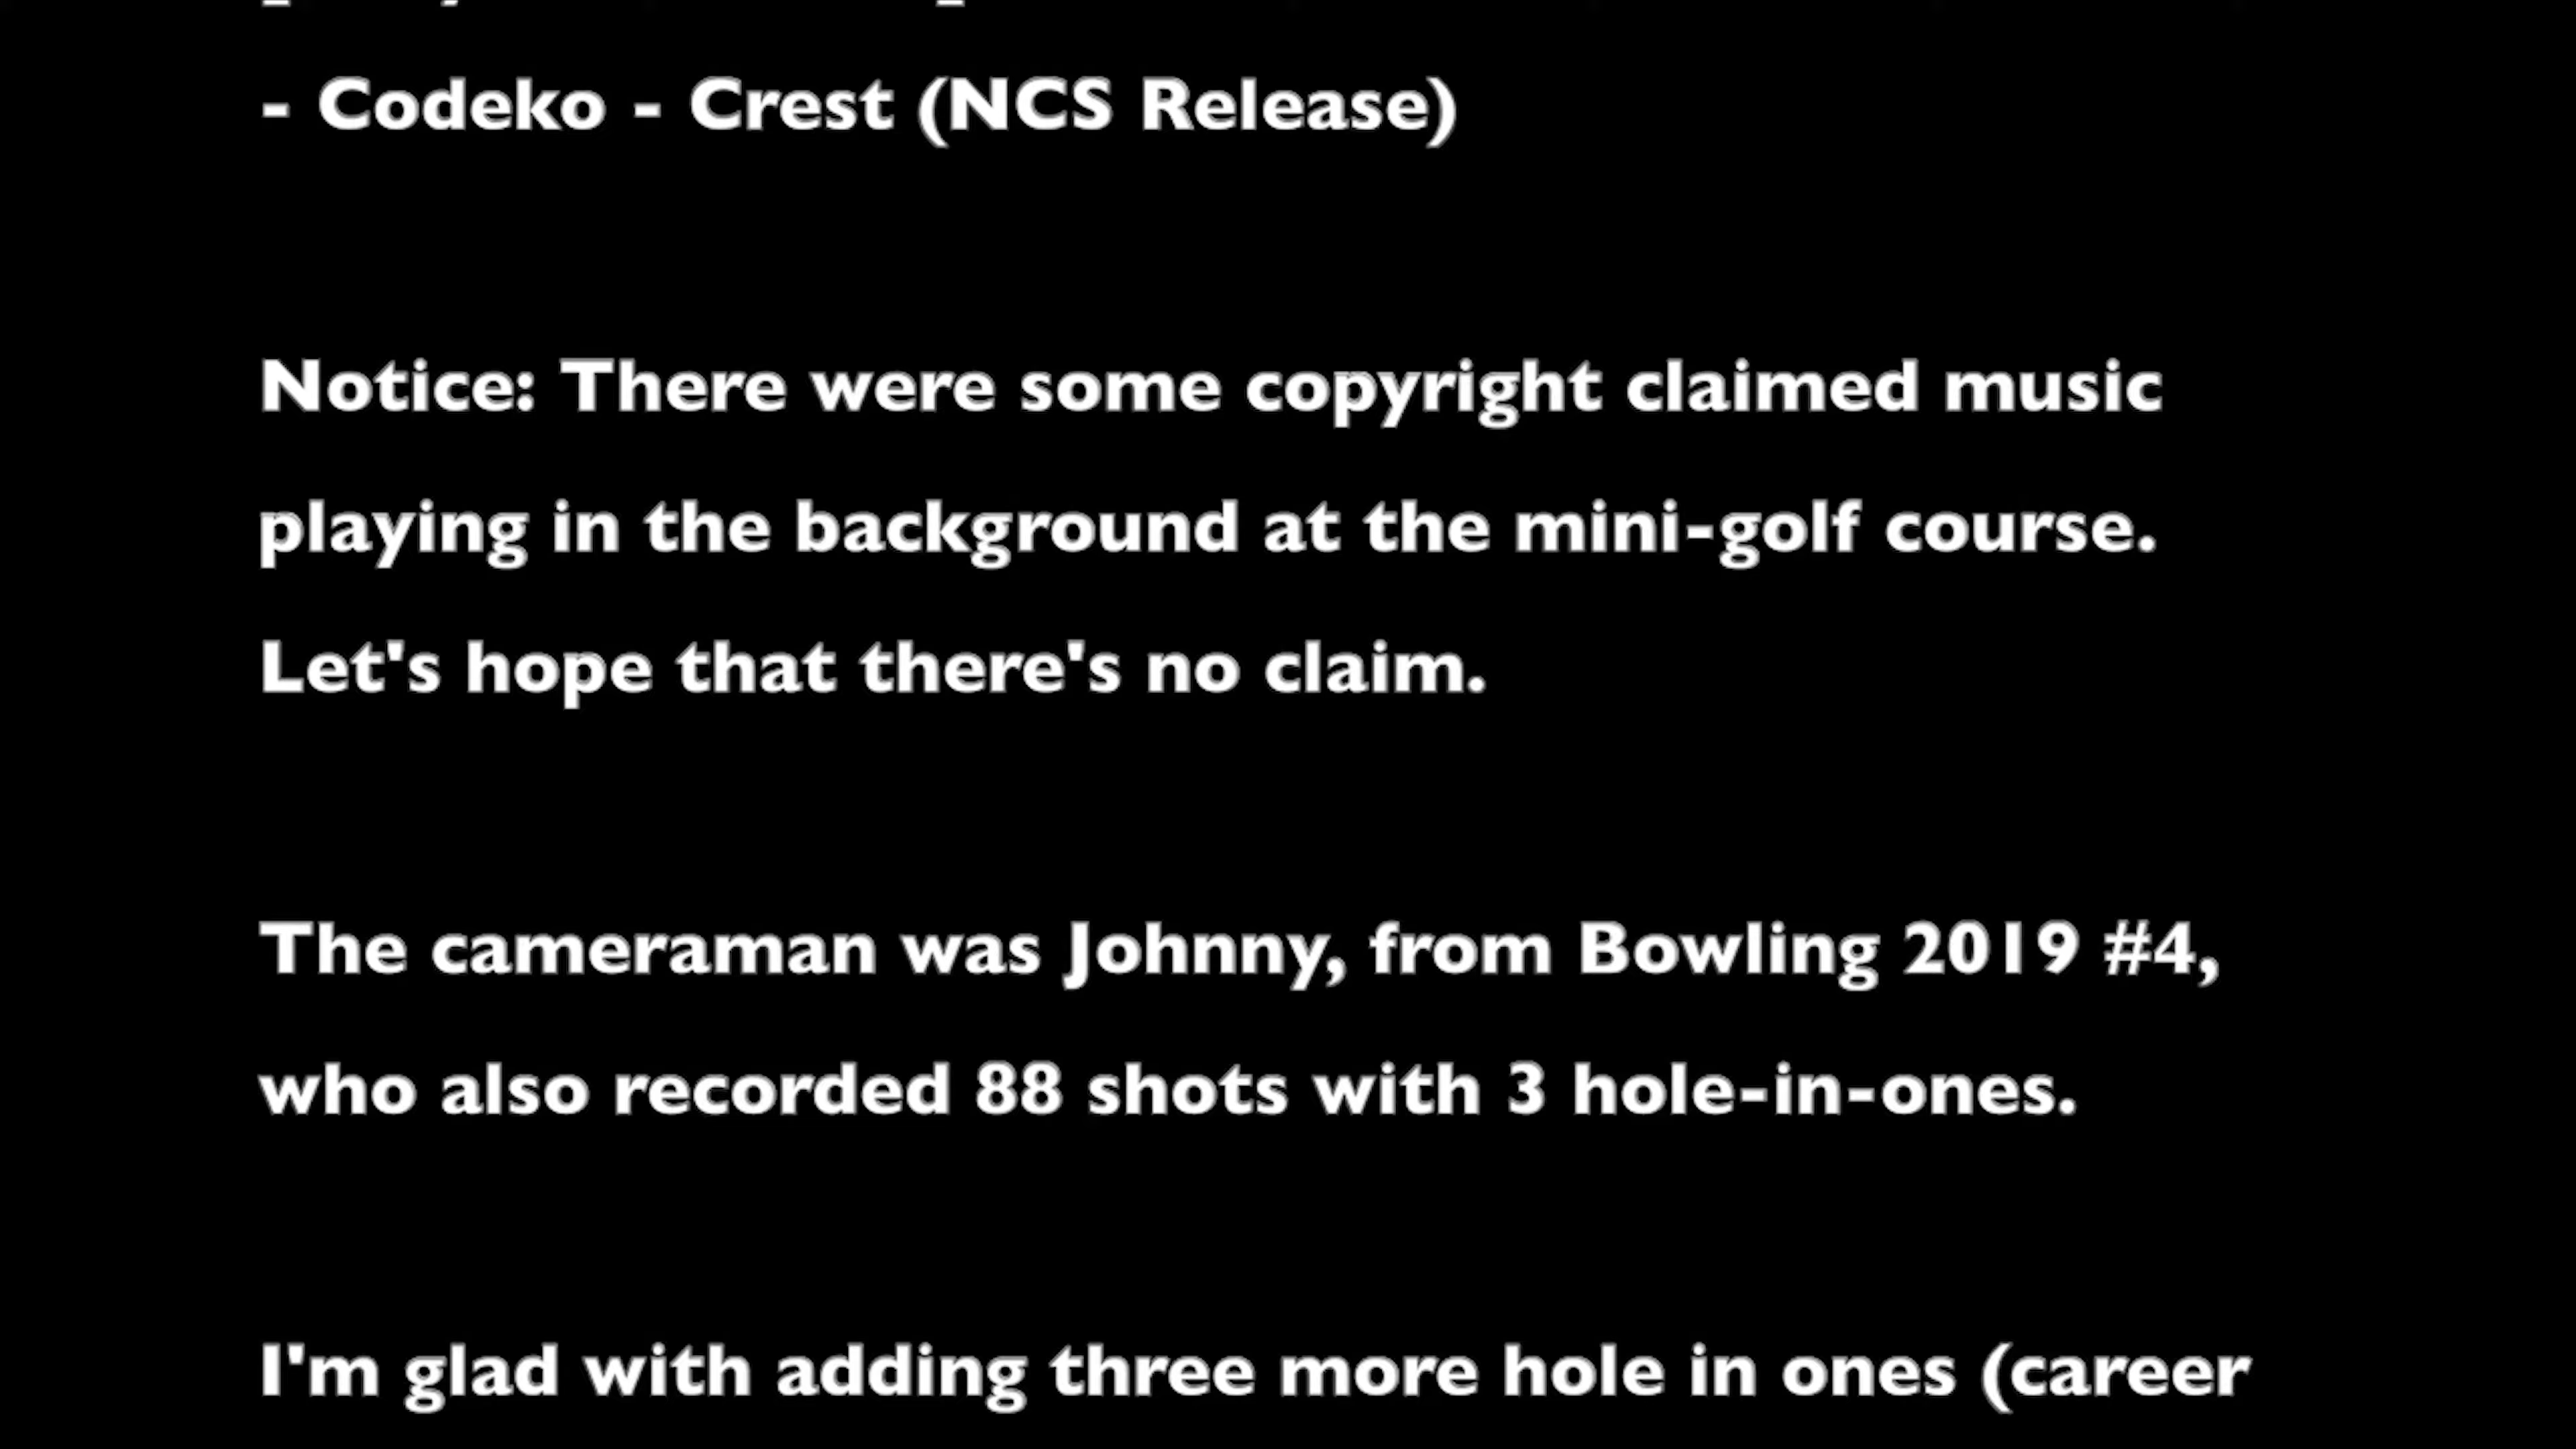 - Codeko - Crest (NCS Release)
Notice: There were some copyright claimed music
playing in the background at the mini-golf course.
Let's hope that there's no claim.
The cameraman was Johnny, from Bowling 2019 #4,
who also recorded 88 shots with 3 hole-in-ones.
I'm glad with adding three more hole in ones (career